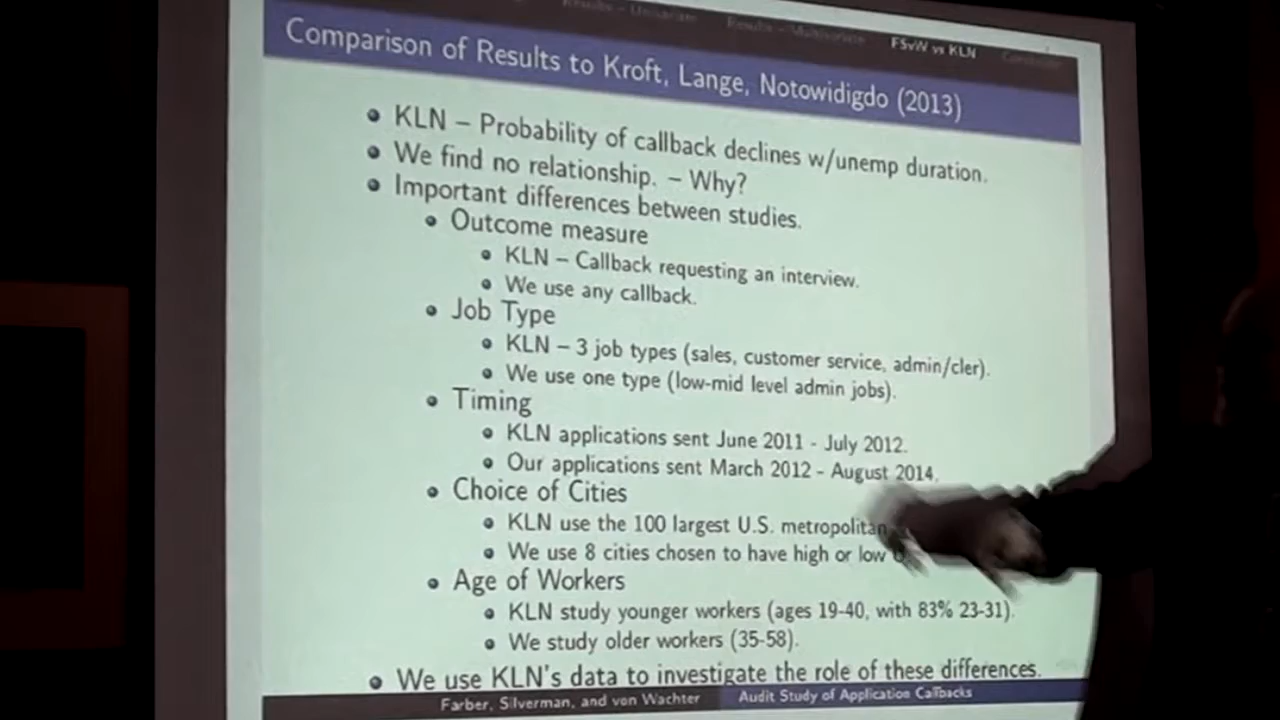 Results - Univariate Results - Multivariate FSvW vs KLN
Comparison of Results to Kroft, Lange, Notowidigdo (2013)
KLN – Probability of callback declines w/unemp duration.
We find no relationship. – Why?
Important differences between studies.
Outcome measure
KLN – Callback requesting an interview.
We use any callback.
Job Type
KLN – 3 job types (sales, customer service, admin/cler).
We use one type (low-mid level admin jobs).
Timing
KLN applications sent June 2011 - July 2012.
Our applications sent March 2012 - August 2014.
Choice of Cities
KLN use the 100 largest U.S. metropolitan
We use 8 cities chosen to have high or low
Age of Workers
KLN study younger workers (ages 19-40, with 83% 23-31).
We study older workers (35-58).
We use KLN's data to investigate the role of these differences.
Farber, Silverman, and von Wachter Audit Study of Application Callbacks